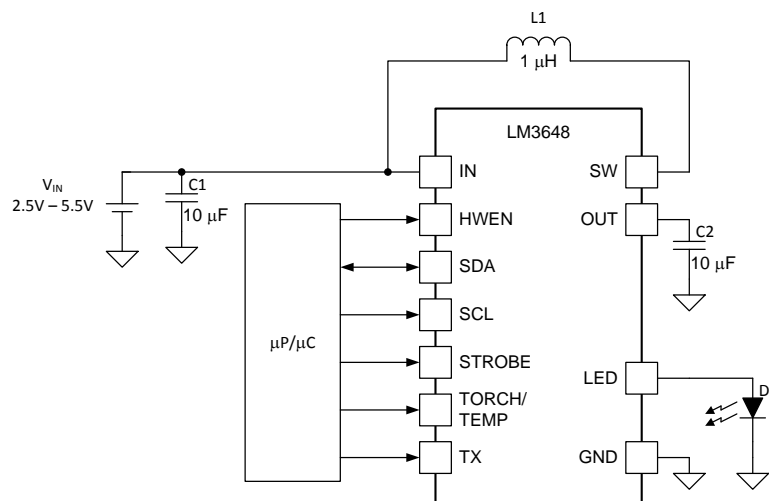 L1
1 μH
LM3648
IN
SW
VIN
2.5V – 5.5V
C1
10 μF
HWEN
OUT
C2
10 μF
SDA
SCL
μP/μC
STROBE
LED
D
TORCH/
TEMP
TX
GND